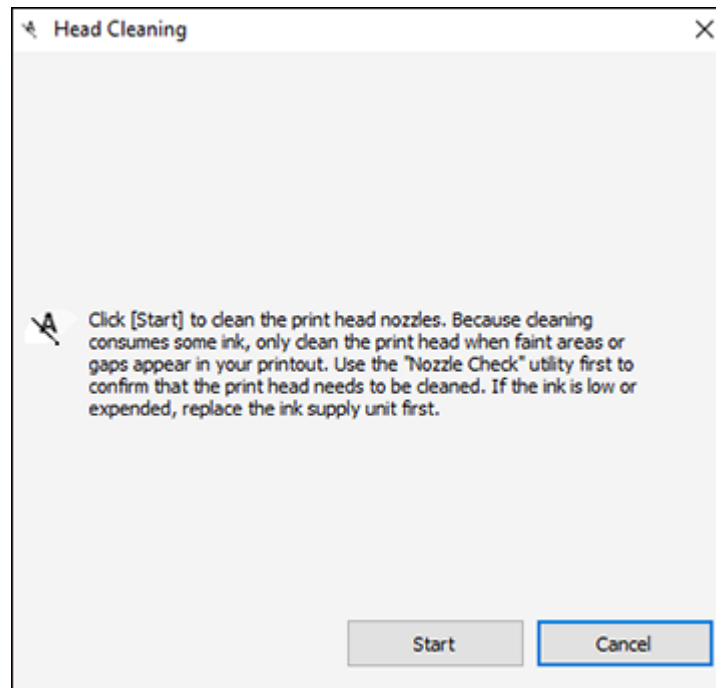 Head Cleaning
Click [Start] to clean the print head nozzles. Because cleaning
consumes some ink, only clean the print head when faint areas or
gaps appear in your printout. Use the "Nozzle Check" utility first to
confirm that the print head needs to be cleaned. If the ink is low or
expended, replace the ink supply unit first.
Start
Cancel